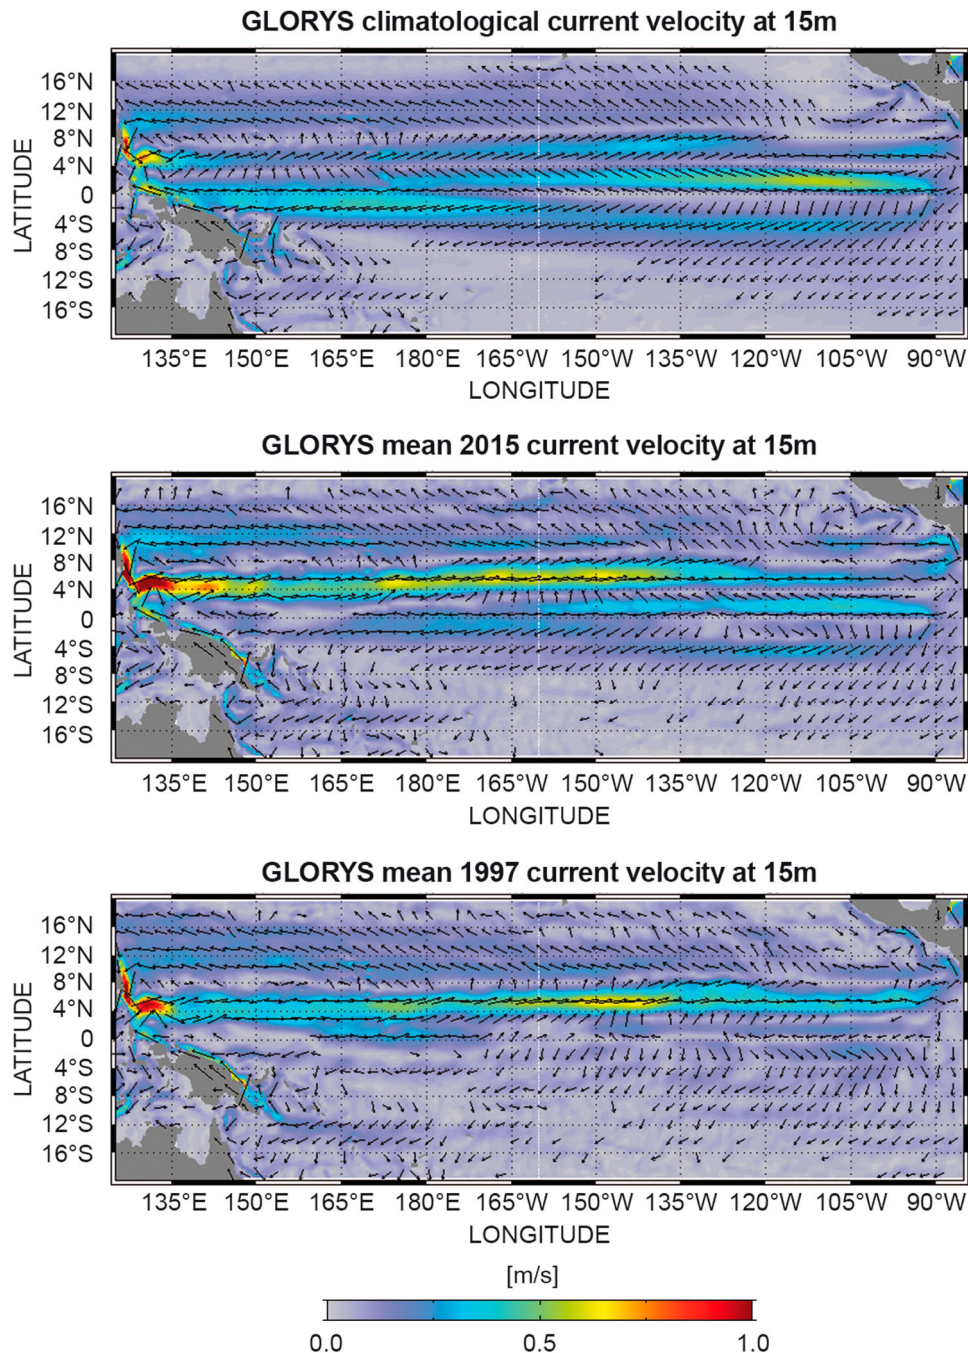 GLORYS climatological current velocity at 15m
LATITUDE
16°N
12°N
8°N
4°N
0
4°S
8°S
12°S
16°S
135°E 150°E 165°E 180°E 165°W 150°W 135°W 120°W 105°W 90°W
LONGITUDE
GLORYS mean 2015 current velocity at 15m
LATITUDE
16°N
12°N
8°N
4°N
0
4°S
8°S
12°S
16°S
135°E 150°E 165°E 180°E 165°W 150°W 135°W 120°W 105°W 90°W
LONGITUDE
GLORYS mean 1997 current velocity at 15m
LATITUDE
16°N
12°N
8°N
4°N
0
4°S
8°S
12°S
16°S
135°E 150°E 165°E 180°E 165°W 150°W 135°W 120°W 105°W 90°W
LONGITUDE
[m/s]
0.0 0.5 1.0